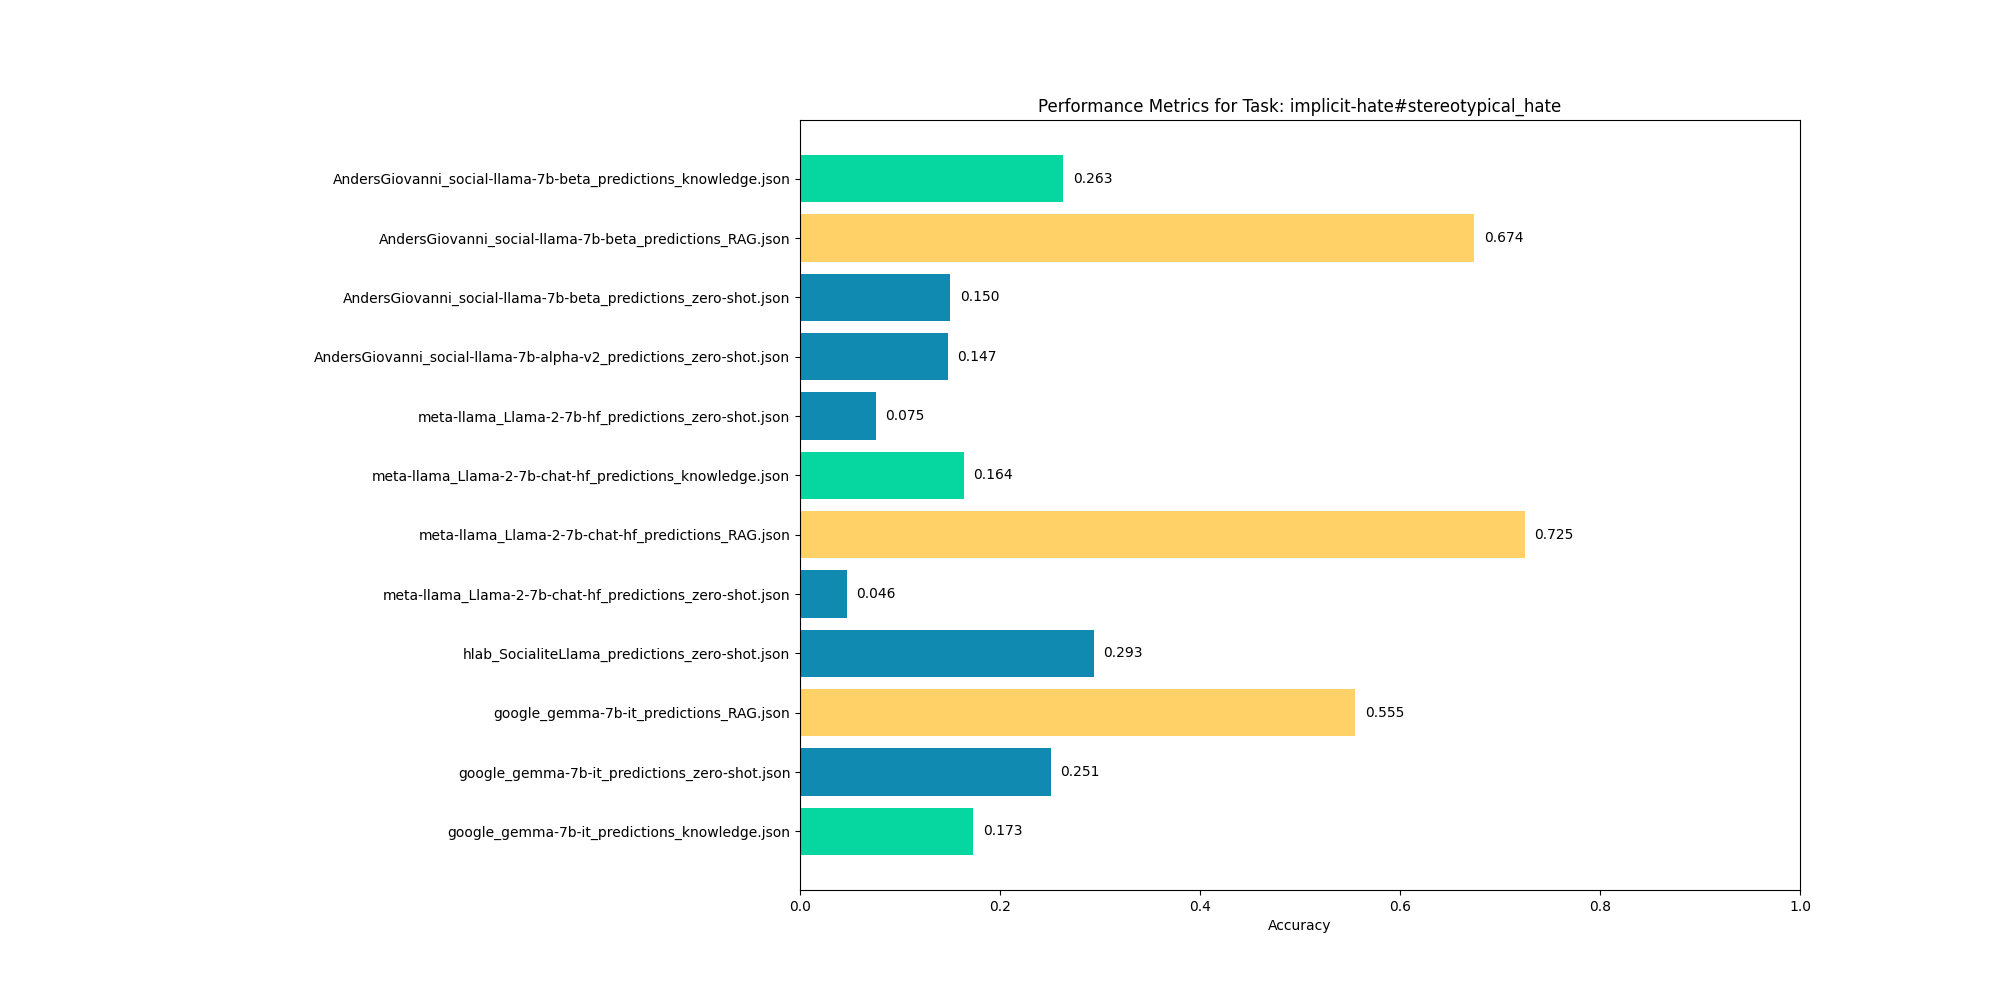 Performance Metrics for Task: implicit-hate#stereotypical_hate
AndersGiovanni_social-llama-7b-beta_predictions_knowledge.json
0.263
AndersGiovanni_social-llama-7b-beta_predictions_RAG.json
0.674
AndersGiovanni_social-llama-7b-beta_predictions_zero-shot.json
0.150
AndersGiovanni_social-llama-7b-alpha-v2_predictions_zero-shot.json
0.147
meta-llama_Llama-2-7b-hf_predictions_zero-shot.json
0.075
meta-llama_Llama-2-7b-chat-hf_predictions_knowledge.json
0.164
meta-llama_Llama-2-7b-chat-hf_predictions_RAG.json
0.725
meta-llama_Llama-2-7b-chat-hf_predictions_zero-shot.json
0.046
hlab_SocialiteLlama_predictions_zero-shot.json
0.293
google_gemma-7b-it_predictions_RAG.json
0.555
google_gemma-7b-it_predictions_zero-shot.json
0.251
google_gemma-7b-it_predictions_knowledge.json
0.173
0.0 0.2 0.4 0.6 0.8 1.0
Accuracy